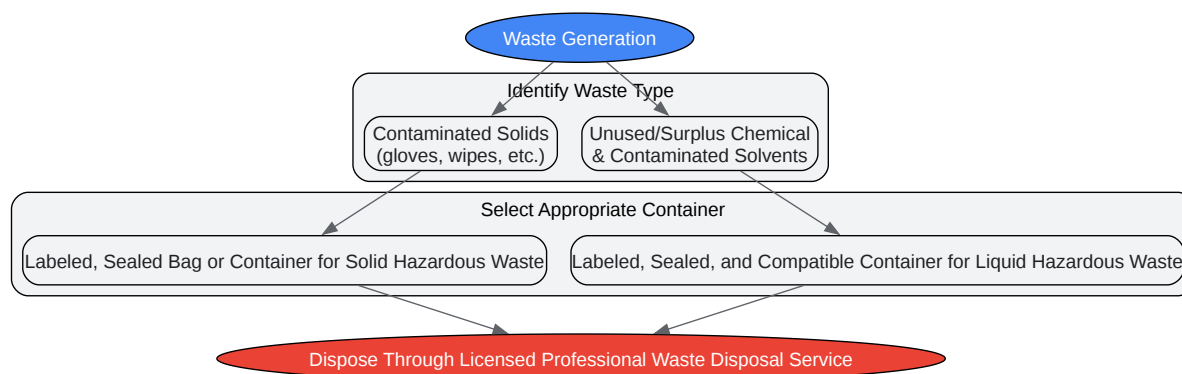 Waste Generation
Identify Waste Type
Contaminated Solids
(gloves, wipes, etc.)
Unused/Surplus Chemical
& Contaminated Solvents
Select Appropriate Container
Labeled, Sealed Bag or Container for Solid Hazardous Waste
Labeled, Sealed, and Compatible Container for Liquid Hazardous Waste
Dispose Through Licensed Professional Waste Disposal Service